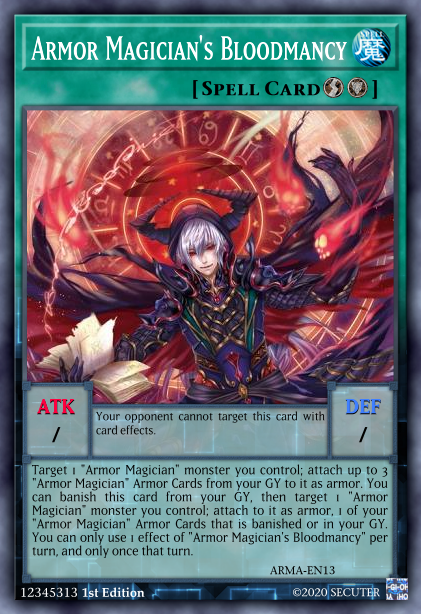 ARMOR MAGICIAN'S BLOODMANCY
魔
[SPELL CARD]
ATK
/
Your opponent cannot target this card with
card effects.
DEF
/
Target 1 "Armor Magician" monster you control; attach up to 3
"Armor Magician" Armor Cards from your GY to it as armor. You
can banish this card from your GY, then target 1 "Armor
Magician" monster you control; attach to it as armor, 1 of your
"Armor Magician" Armor Cards that is banished or in your GY.
You can only use 1 effect of "Armor Magician's Bloodmancy" per
turn, and only once that turn.
ARMA-EN13
12345313 1st Edition
©2020 SECUTER